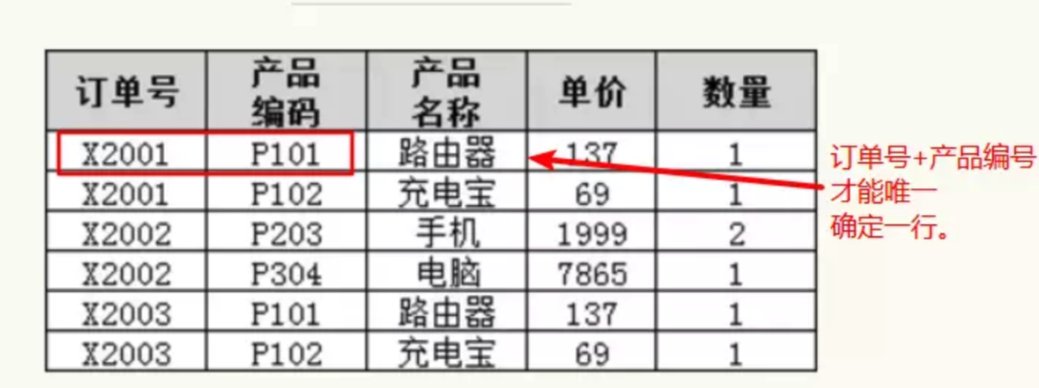 订单号 产品编码 产品名称 单价 数量
X2001 P101 路由器 137 1
X2001 P102 充电宝 69 1
X2002 P203 手机 1999 2
X2002 P304 电脑 7865 1
X2003 P101 路由器 137 1
X2003 P102 充电宝 69 1
订单号+产品编号
才能唯一
确定一行。